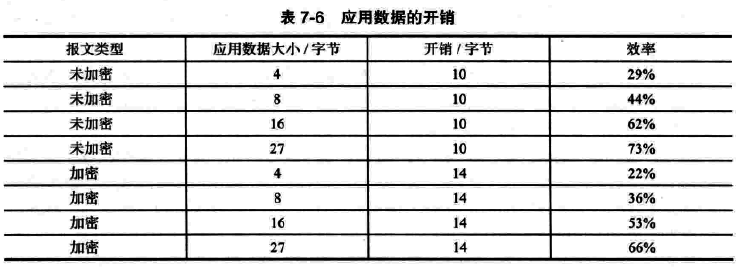 表 7-6 应用数据的开销
报文类型 应用数据大小/字节 开销/字节 效率
未加密 4 10 29%
未加密 8 10 44%
未加密 16 10 62%
未加密 27 10 73%
加密 4 14 22%
加密 8 14 36%
加密 16 14 53%
加密 27 14 66%